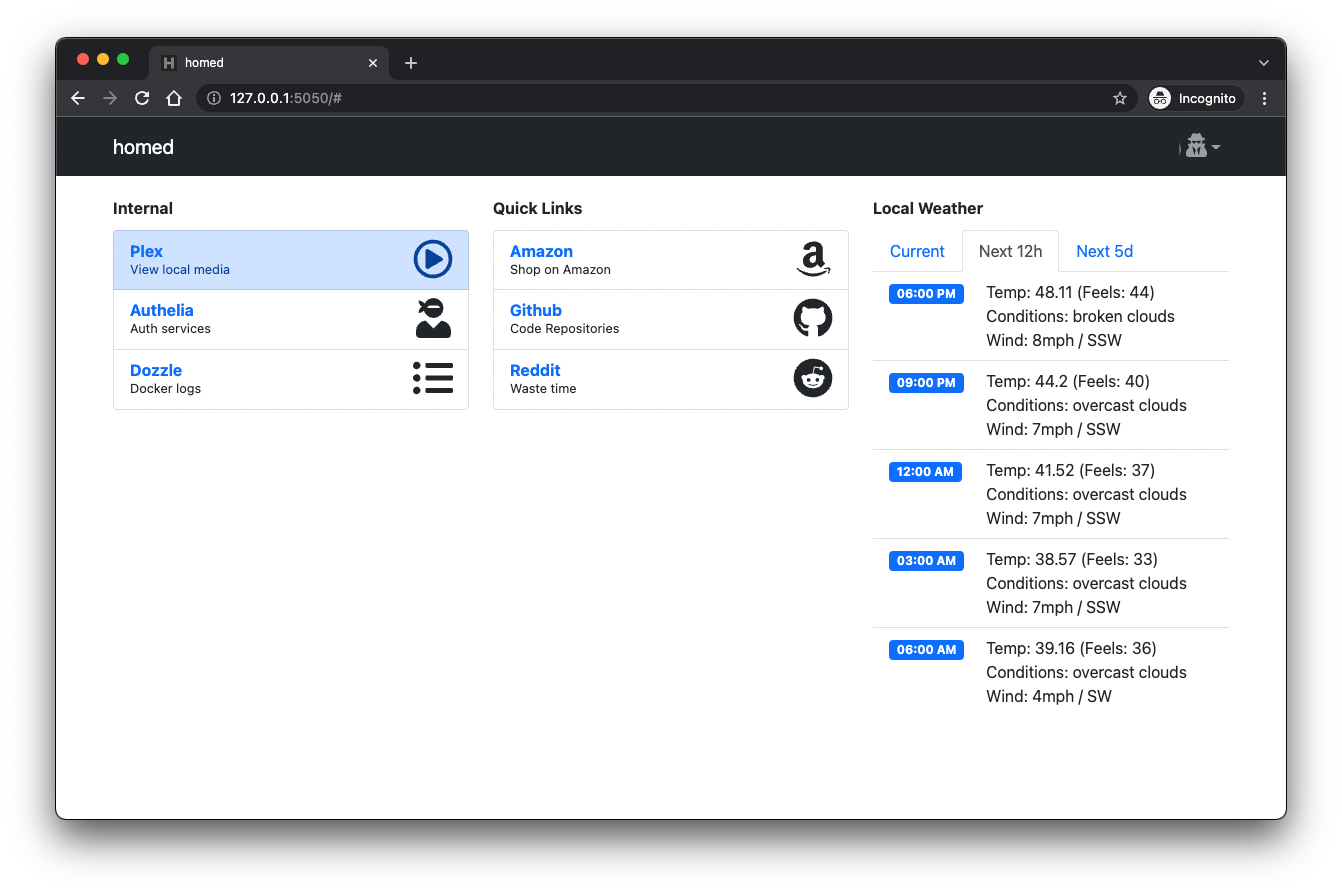 homed
127.0.0.1:5050/#
Incognito
homed
Internal
Plex
View local media
Authelia
Auth services
Dozzle
Docker logs
Quick Links
Amazon
Shop on Amazon
Github
Code Repositories
Reddit
Waste time
Local Weather
Current Next 12h Next 5d
06:00 PM
Temp: 48.11 (Feels: 44)
Conditions: broken clouds
Wind: 8mph / SSW
09:00 PM
Temp: 44.2 (Feels: 40)
Conditions: overcast clouds
Wind: 7mph / SSW
12:00 AM
Temp: 41.52 (Feels: 37)
Conditions: overcast clouds
Wind: 7mph / SSW
03:00 AM
Temp: 38.57 (Feels: 33)
Conditions: overcast clouds
Wind: 7mph / SSW
06:00 AM
Temp: 39.16 (Feels: 36)
Conditions: overcast clouds
Wind: 4mph / SW